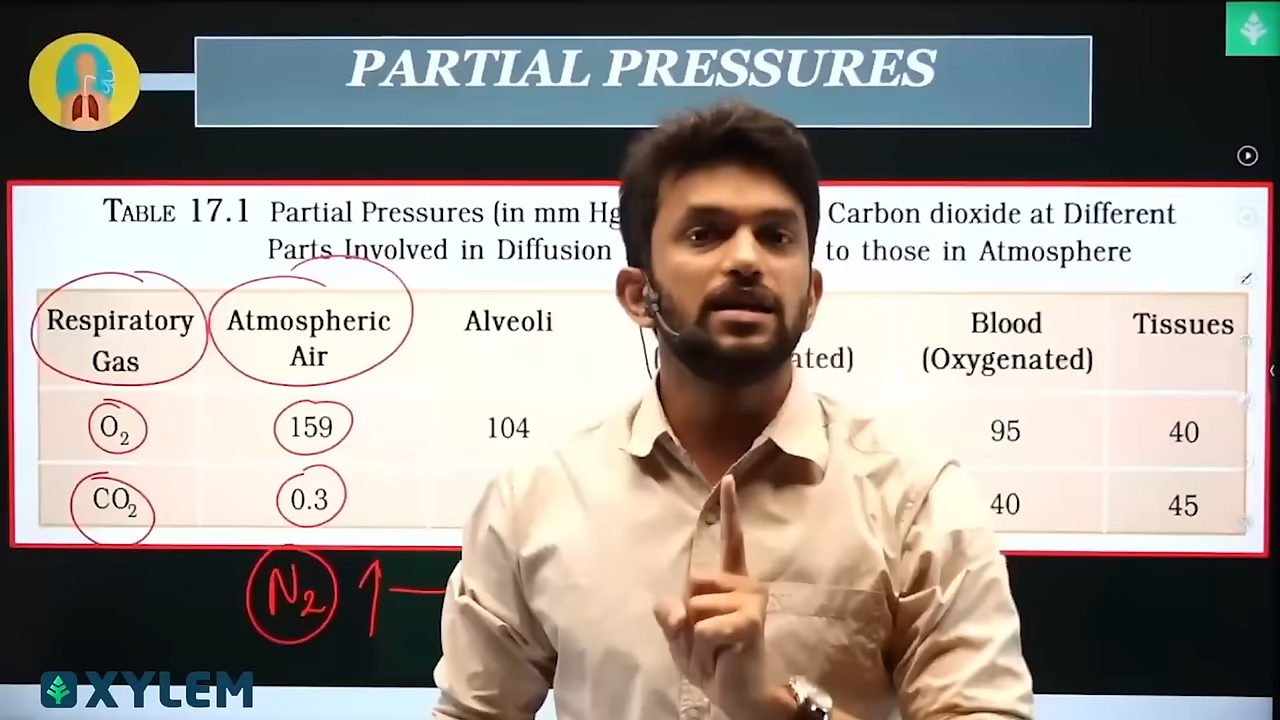 PARTIAL PRESSURES
TABLE 17.1 Partial Pressures (in mm Hg Carbon dioxide at Different
Parts Involved in Diffusion to those in Atmosphere
Respiratory Gas
Atmospheric Air
Alveoli
Blood (Oxygenated)
Tissues
O₂ 159 104 95 40
CO₂ 0.3 40 45
N₂ ↑
XYLEM